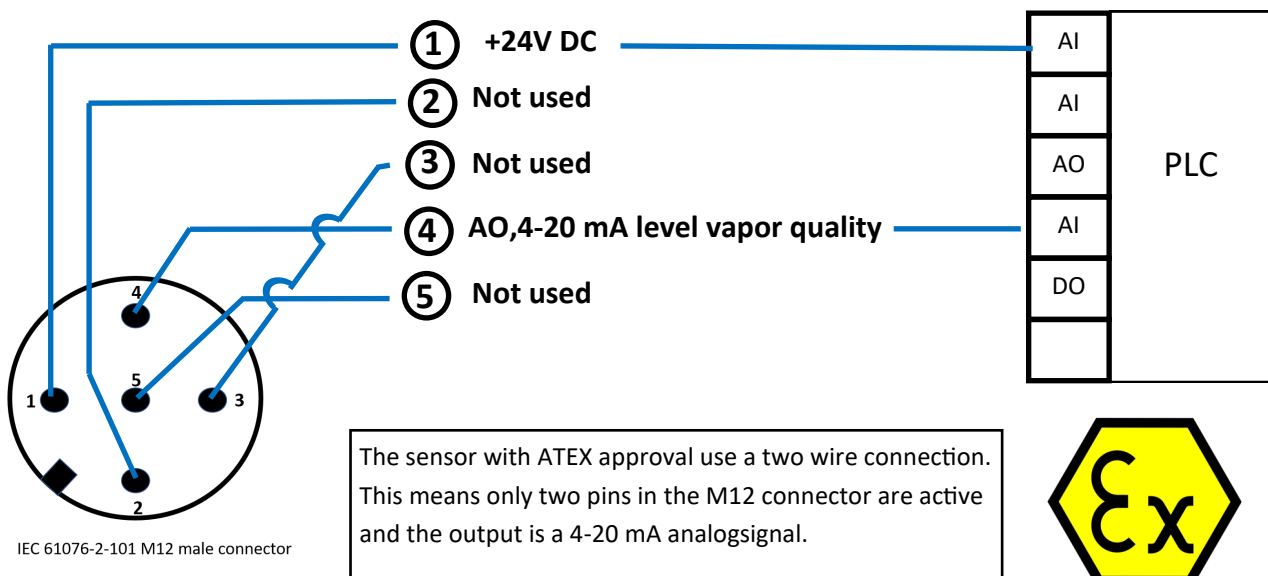 1 +24V DC
2 Not used
3 Not used
4 AO,4-20 mA level vapor quality
5 Not used
AI
AI
AO
AI
DO
PLC
4
5
1
3
2
IEC 61076-2-101 M12 male connector
The sensor with ATEX approval use a two wire connection.
This means only two pins in the M12 connector are active
and the output is a 4-20 mA analogsignal.
Ex